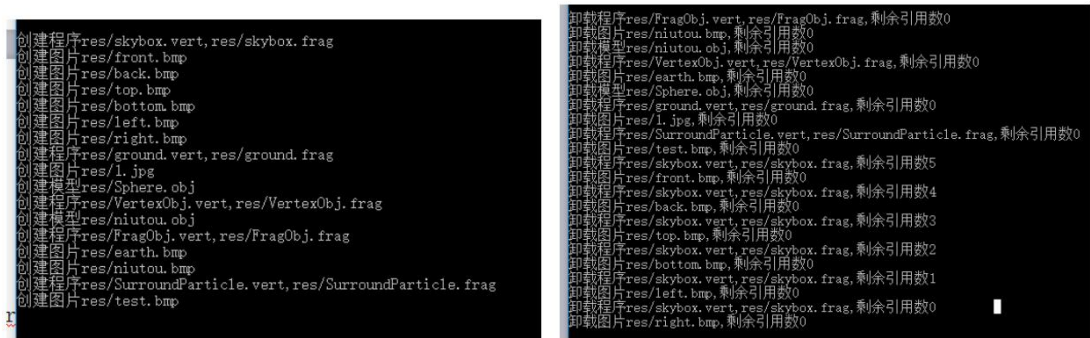 创建程序res/skybox.vert,res/skybox.frag
创建图片res/front.bmp
创建图片res/back.bmp
创建图片res/top.bmp
创建图片res/bottom.bmp
创建图片res/left.bmp
创建图片res/right.bmp
创建程序res/ground.vert,res/ground.frag
创建图片res/1.jpg
创建模型res/Sphere.obj
创建程序res/VertexObj.vert,res/VertexObj.frag
创建模型res/niutou.obj
创建程序res/FragObj.vert,res/FragObj.frag
创建图片res/earth.bmp
创建图片res/niutou.bmp
创建程序res/SurroundParticle.vert,res/SurroundParticle.frag
创建图片res/test.bmp
r
卸载程序res/FragObj.vert,res/FragObj.frag,剩余引用数0
卸载图片res/niutou.bmp,剩余引用数0
卸载模型res/niutou.obj,剩余引用数0
卸载程序res/VertexObj.vert,res/VertexObj.frag,剩余引用数0
卸载图片res/earth.bmp,剩余引用数0
卸载模型res/Sphere.obj,剩余引用数0
卸载程序res/ground.vert,res/ground.frag,剩余引用数0
卸载图片res/1.jpg,剩余引用数0
卸载程序res/SurroundParticle.vert,res/SurroundParticle.frag,剩余引用数0
卸载图片res/test.bmp,剩余引用数0
卸载程序res/skybox.vert,res/skybox.frag,剩余引用数5
卸载图片res/front.bmp,剩余引用数0
卸载程序res/skybox.vert,res/skybox.frag,剩余引用数4
卸载图片res/back.bmp,剩余引用数0
卸载程序res/skybox.vert,res/skybox.frag,剩余引用数3
卸载图片res/top.bmp,剩余引用数0
卸载程序res/skybox.vert,res/skybox.frag,剩余引用数2
卸载图片res/bottom.bmp,剩余引用数0
卸载程序res/skybox.vert,res/skybox.frag,剩余引用数1
卸载图片res/left.bmp,剩余引用数0
卸载程序res/skybox.vert,res/skybox.frag,剩余引用数0
卸载图片res/right.bmp,剩余引用数0